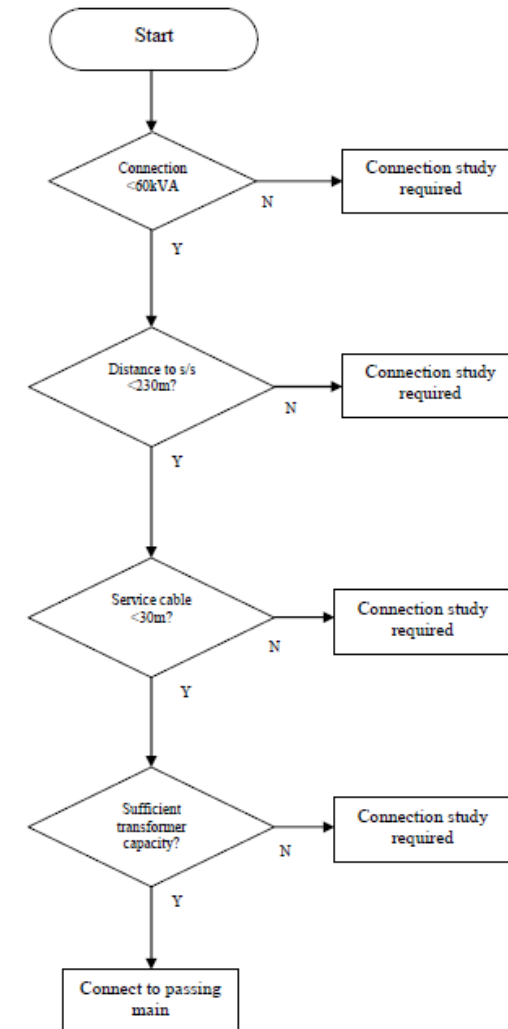 Start
Connection
<60kVA
Connection study
required
N
Y
Distance to s/s
<230m?
Connection study
required
N
Y
Service cable
<30m?
Connection study
required
N
Y
Sufficient
transformer
capacity?
Connection study
required
N
Y
Connect to passing
main